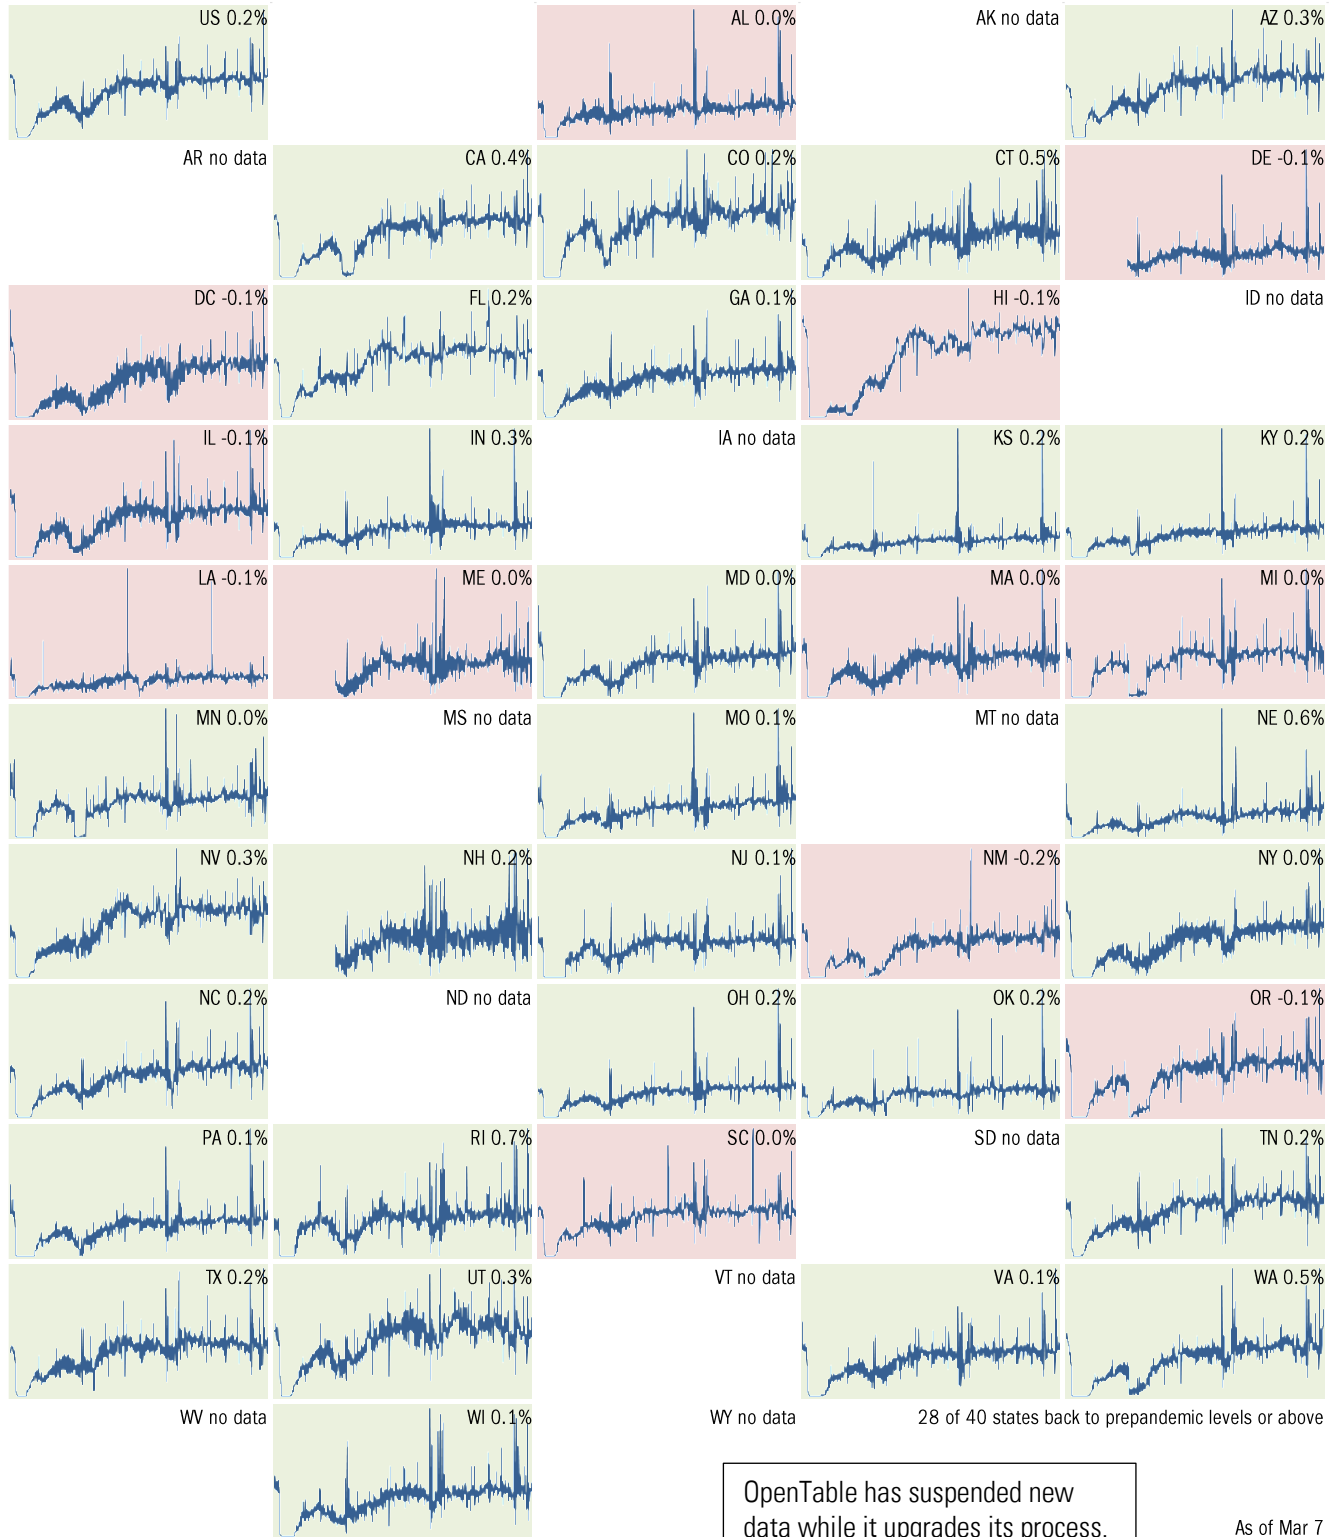 US 0.2%
AL 0.0%
AK no data
AZ 0.3%
AR no data
CA 0.4%
CO 0.2%
CT 0.5%
DE -0.1%
DC -0.1%
FL 0.2%
GA 0.1%
HI -0.1%
ID no data
IL -0.1%
IN 0.3%
IA no data
KS 0.2%
KY 0.2%
LA -0.1%
ME 0.0%
MD 0.0%
MA 0.0%
MI 0.0%
MN 0.0%
MS no data
MO 0.1%
MT no data
NE 0.6%
NV 0.3%
NH 0.2%
NJ 0.1%
NM -0.2%
NY 0.0%
NC 0.2%
ND no data
OH 0.2%
OK 0.2%
OR -0.1%
PA 0.1%
RI 0.7%
SC 0.0%
SD no data
TN 0.2%
TX 0.2%
UT 0.3%
VT no data
VA 0.1%
WA 0.5%
WV no data
WI 0.1%
WY no data
28 of 40 states back to prepandemic levels or above
OpenTable has suspended new
data while it upgrades its process.
As of Mar 7